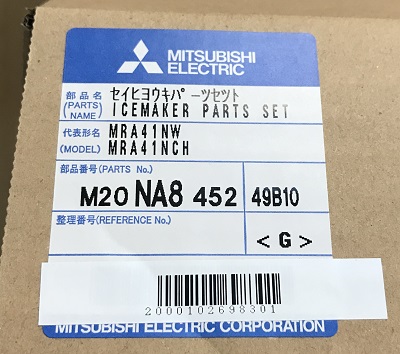 MITSUBISHI
ELECTRIC
部品名 セイヒヨウキパーツセツト
(PARTS NAME) ICEMAKER PARTS SET
代表形名 MRA41NW
(MODEL) MRA41NCH
部品番号(PARTS No.)
M20 NA8 452 49B10
整理番号(REFERENCE No.)
<G>
2000102698301
MITSUBISHI ELECTRIC CORPORATION